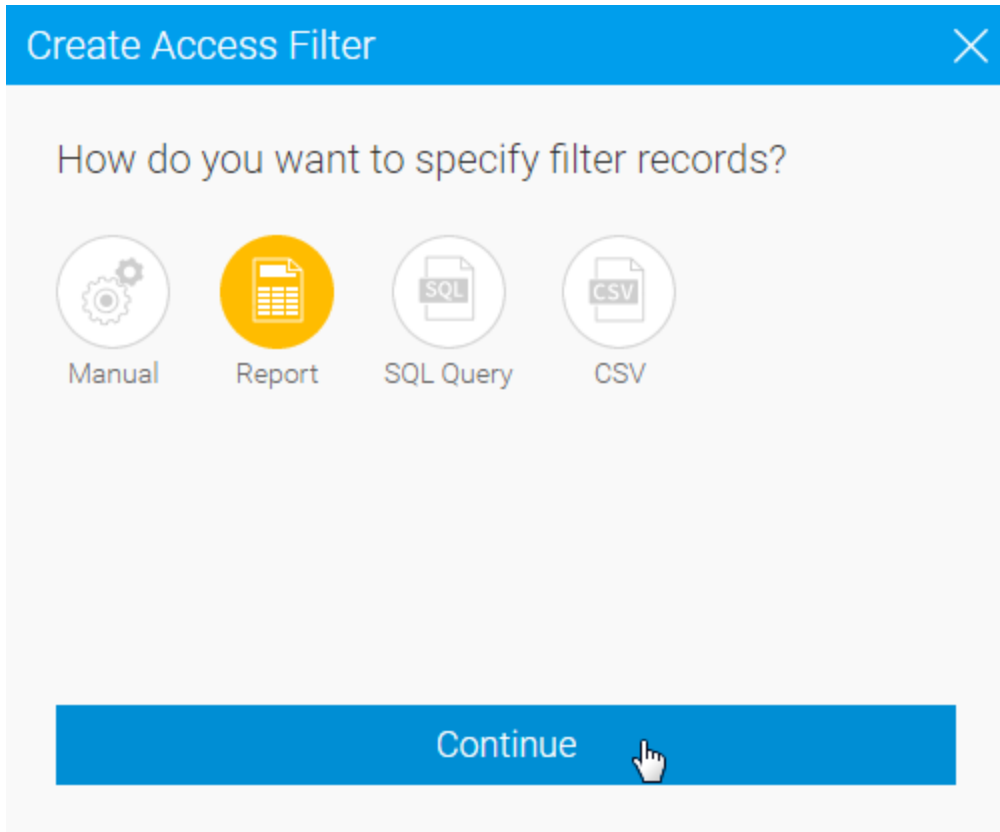 Create Access Filter
How do you want to specify filter records?
SQL CSV
Manual Report SQL Query CSV
Continue